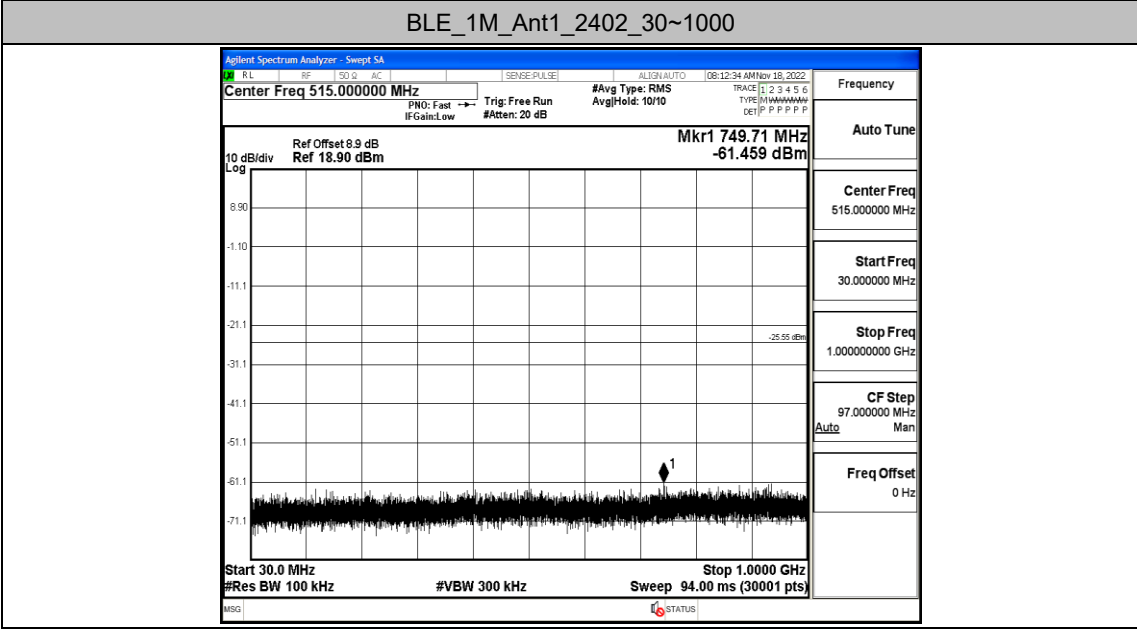 BLE_1M_Ant1_2402_30~1000
Agilent Spectrum Analyzer - Swept SA
RL RF 50 Ω AC SENSE:PULSE ALIGN AUTO 08:12:34 AM Nov 18, 2022
Center Freq 515.000000 MHz
PNO: Fast
IFGain:Low
Trig: Free Run
#Atten: 20 dB
#Avg Type: RMS
Avg|Hold: 10/10
TRACE 1 2 3 4 5 6
TYPE M WWWWW
DET P P P P P P
Ref Offset 8.9 dB
10 dB/div Ref 18.90 dBm
Log
Mkr1 749.71 MHz
-61.459 dBm
8.90
-1.10
-11.1
-21.1
-25.55 dBm
-31.1
-41.1
-51.1
1
-61.1
-71.1
Start 30.0 MHz Stop 1.0000 GHz
#Res BW 100 kHz #VBW 300 kHz Sweep 94.00 ms (30001 pts)
MSG STATUS
Frequency
Auto Tune
Center Freq
515.000000 MHz
Start Freq
30.000000 MHz
Stop Freq
1.000000000 GHz
CF Step
97.000000 MHz
Auto Man
Freq Offset
0 Hz